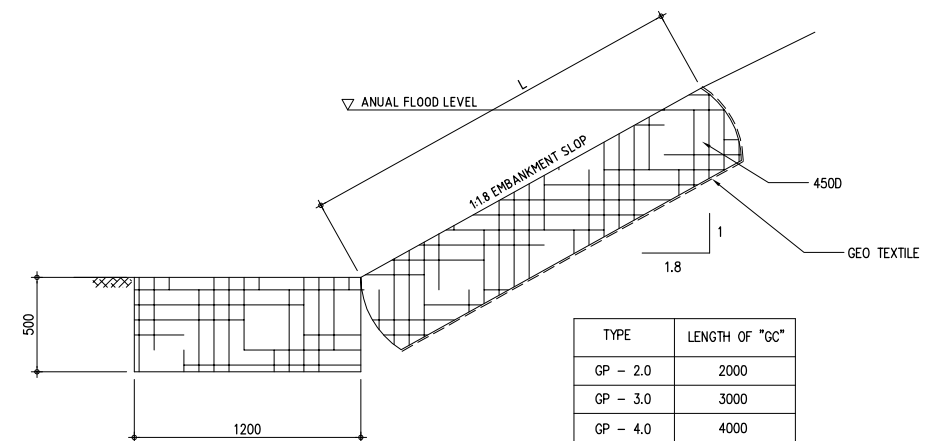 L
ANUAL FLOOD LEVEL
1:1.8 EMBANKMENT SLOP
450D
1
1.8
GEO TEXTILE
500
1200
TYPE LENGTH OF "GC"
GP - 2.0 2000
GP - 3.0 3000
GP - 4.0 4000